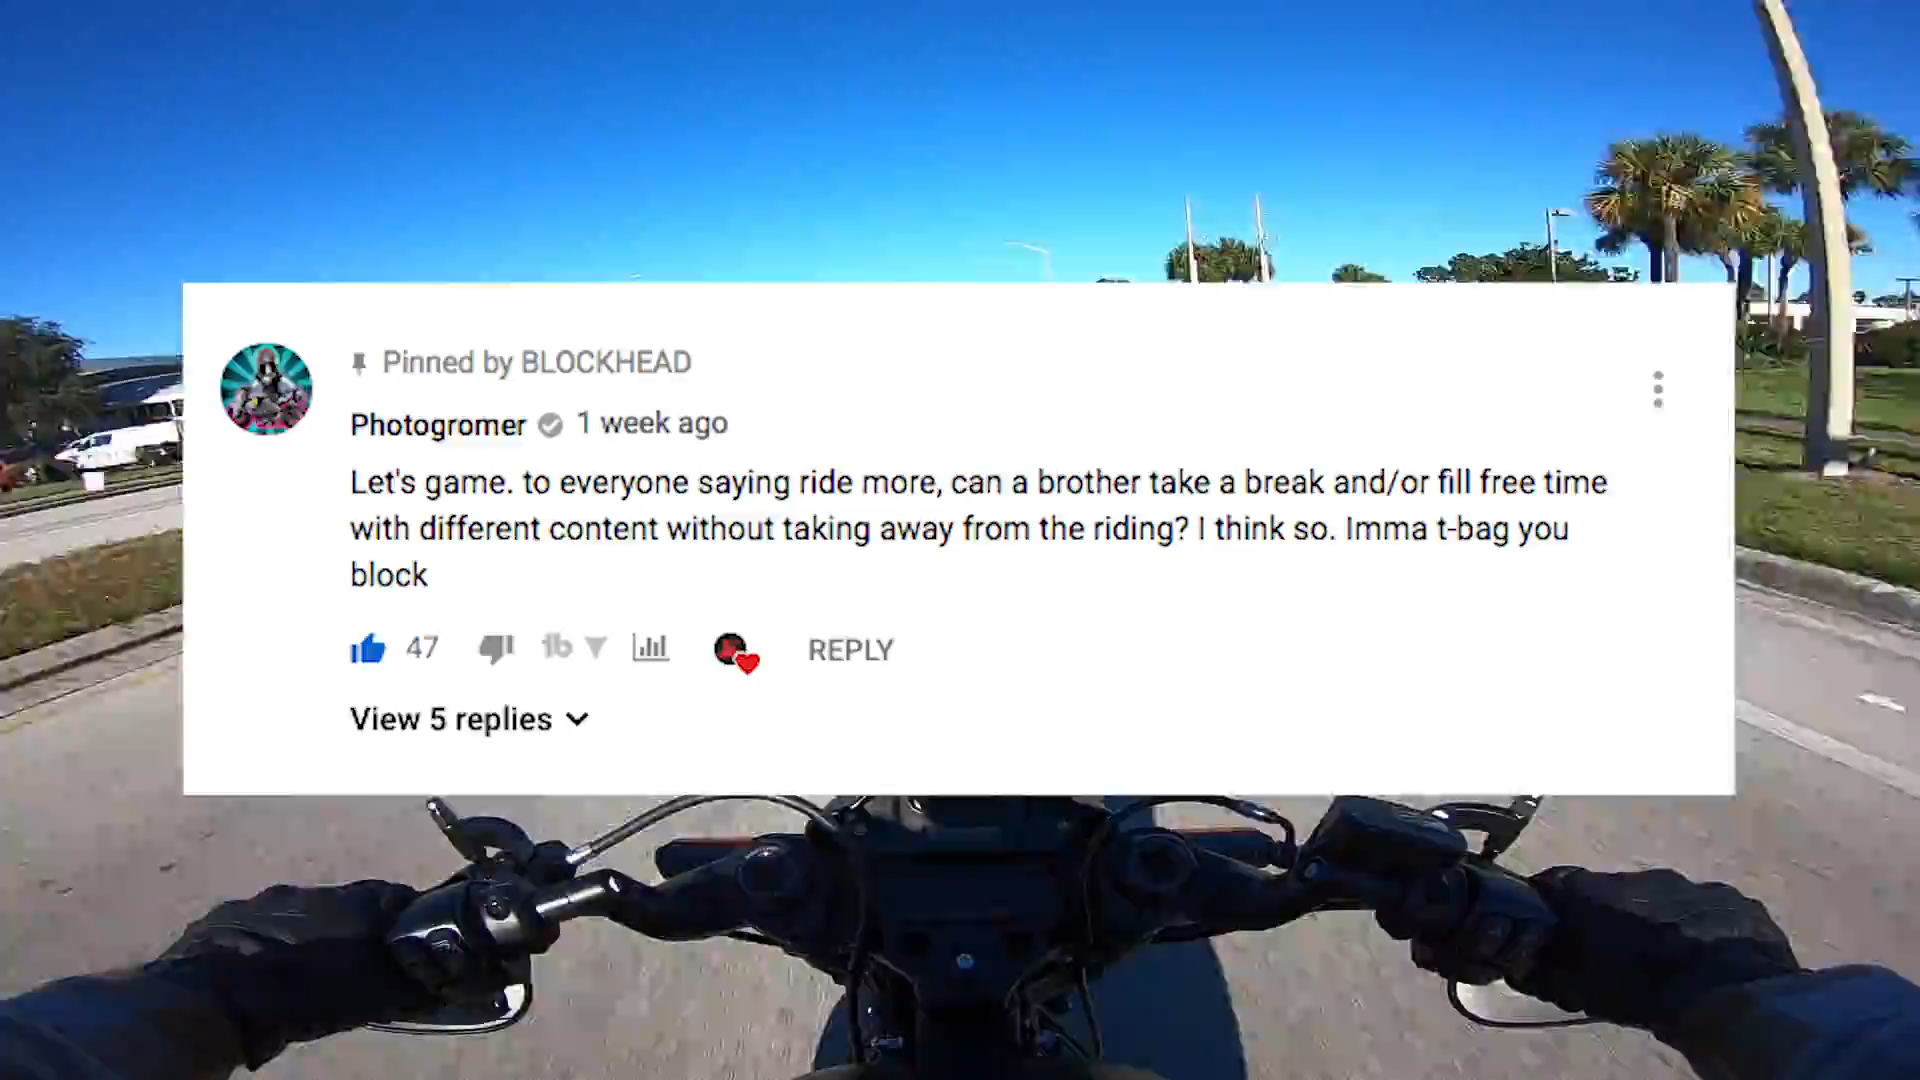 Pinned by BLOCKHEAD
Photogromer 1 week ago
Let's game. to everyone saying ride more, can a brother take a break and/or fill free time
with different content without taking away from the riding? I think so. Imma t-bag you
block
47 REPLY
View 5 replies